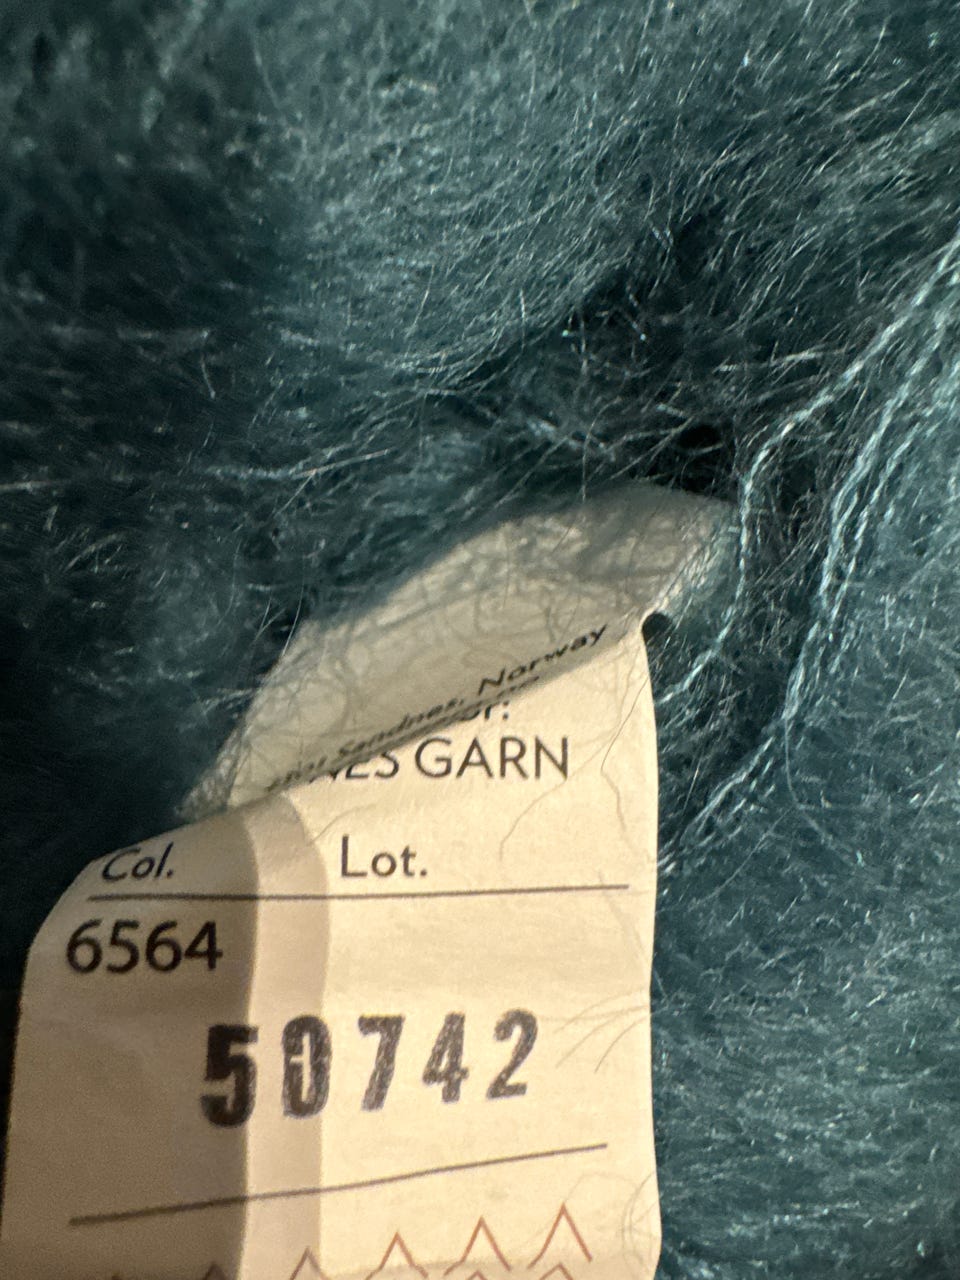 Sandnes, Norway
GARN
Col. Lot.
6564
50742